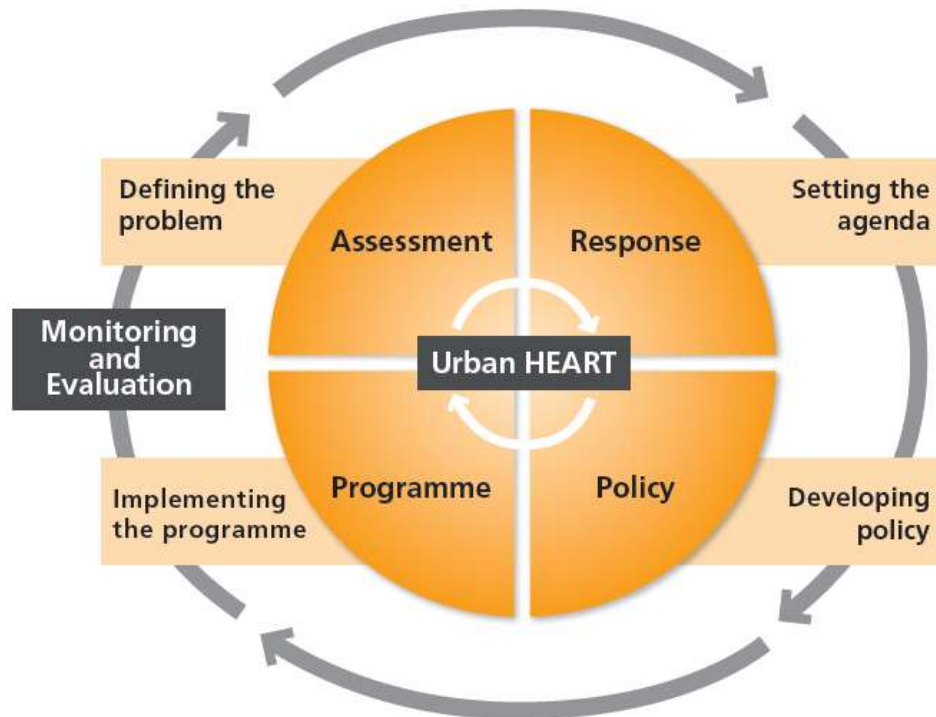 Defining the
problem
Assessment
Response
Setting the
agenda
Monitoring
and
Evaluation
Urban HEART
Implementing
the programme
Programme
Policy
Developing
policy